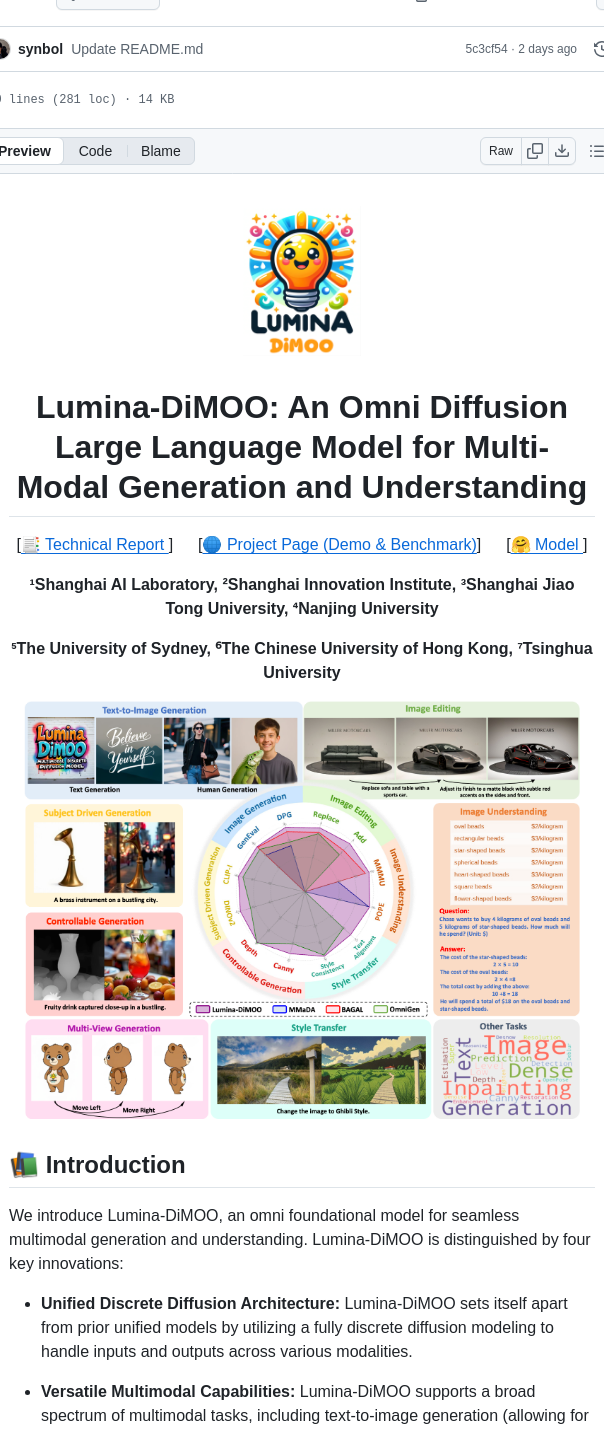 synbol Update README.md 5c3cf54 · 2 days ago
lines (281 loc) · 14 KB
Preview Code Blame Raw
LUMINA
DiMOO
Lumina-DiMOO: An Omni Diffusion
Large Language Model for Multi-
Modal Generation and Understanding
[📑 Technical Report ] [🌐 Project Page (Demo & Benchmark)] [🤗 Model ]
¹Shanghai AI Laboratory, ²Shanghai Innovation Institute, ³Shanghai Jiao
Tong University, ⁴Nanjing University
⁵The University of Sydney, ⁶The Chinese University of Hong Kong, ⁷Tsinghua
University
Text-to-Image Generation
Lumina
Dimoo
Believe
in
Yourself
Text Generation
Human Generation
Image Editing
Replace sofa and table with a
sports car.
Adjust its finish to a matte black with subtle red
accents on the sides and front.
Subject Driven Generation
A brass instrument on a bustling city.
Controllable Generation
Fruity drink captured close-up in a bustling.
Image Generation
Image Editing
Image Understanding
Style Transfer
Controllable Generation
Subject Driven Generation
DPG
Replace
Add
MMMU
POPE
Text
Alignment
Style
Consistency
Canny
Depth
DINOv2
CLIP-I
GenEval
Lumina-DiMOO MMaDA BAGAL OmniGen
Image Understanding
oval beads $2/kilogram
rectangular beads $3/kilogram
star-shaped beads $2/kilogram
spherical beads $2/kilogram
heart-shaped beads $3/kilogram
square beads $2/kilogram
flower-shaped beads $2/kilogram
Question:
Chase wants to buy 4 kilograms of oval beads and
5 kilograms of star-shaped beads. How much will
he spend? (Unit: $)
Answer:
The cost of the star-shaped beads:
2 × 5 = 10
The cost of the oval beads:
2 × 4 =8
The total cost by adding the above:
10 +8 = 18
He will spend a total of $18 on the oval beads and
star-shaped beads.
Multi-View Generation
Move Left
Move Right
Style Transfer
Change the Image to Ghibli Style.
Other Tasks
Image
Text
Estimation
Prediction
Detection
Dense
Depth
Inpainting
Canny
Generation
📚 Introduction
We introduce Lumina-DiMOO, an omni foundational model for seamless
multimodal generation and understanding. Lumina-DiMOO is distinguished by four
key innovations:
• Unified Discrete Diffusion Architecture: Lumina-DiMOO sets itself apart
from prior unified models by utilizing a fully discrete diffusion modeling to
handle inputs and outputs across various modalities.
• Versatile Multimodal Capabilities: Lumina-DiMOO supports a broad
spectrum of multimodal tasks, including text-to-image generation (allowing for